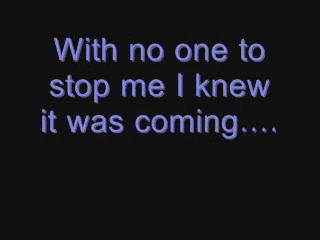 With no one to
stop me I knew
it was coming....